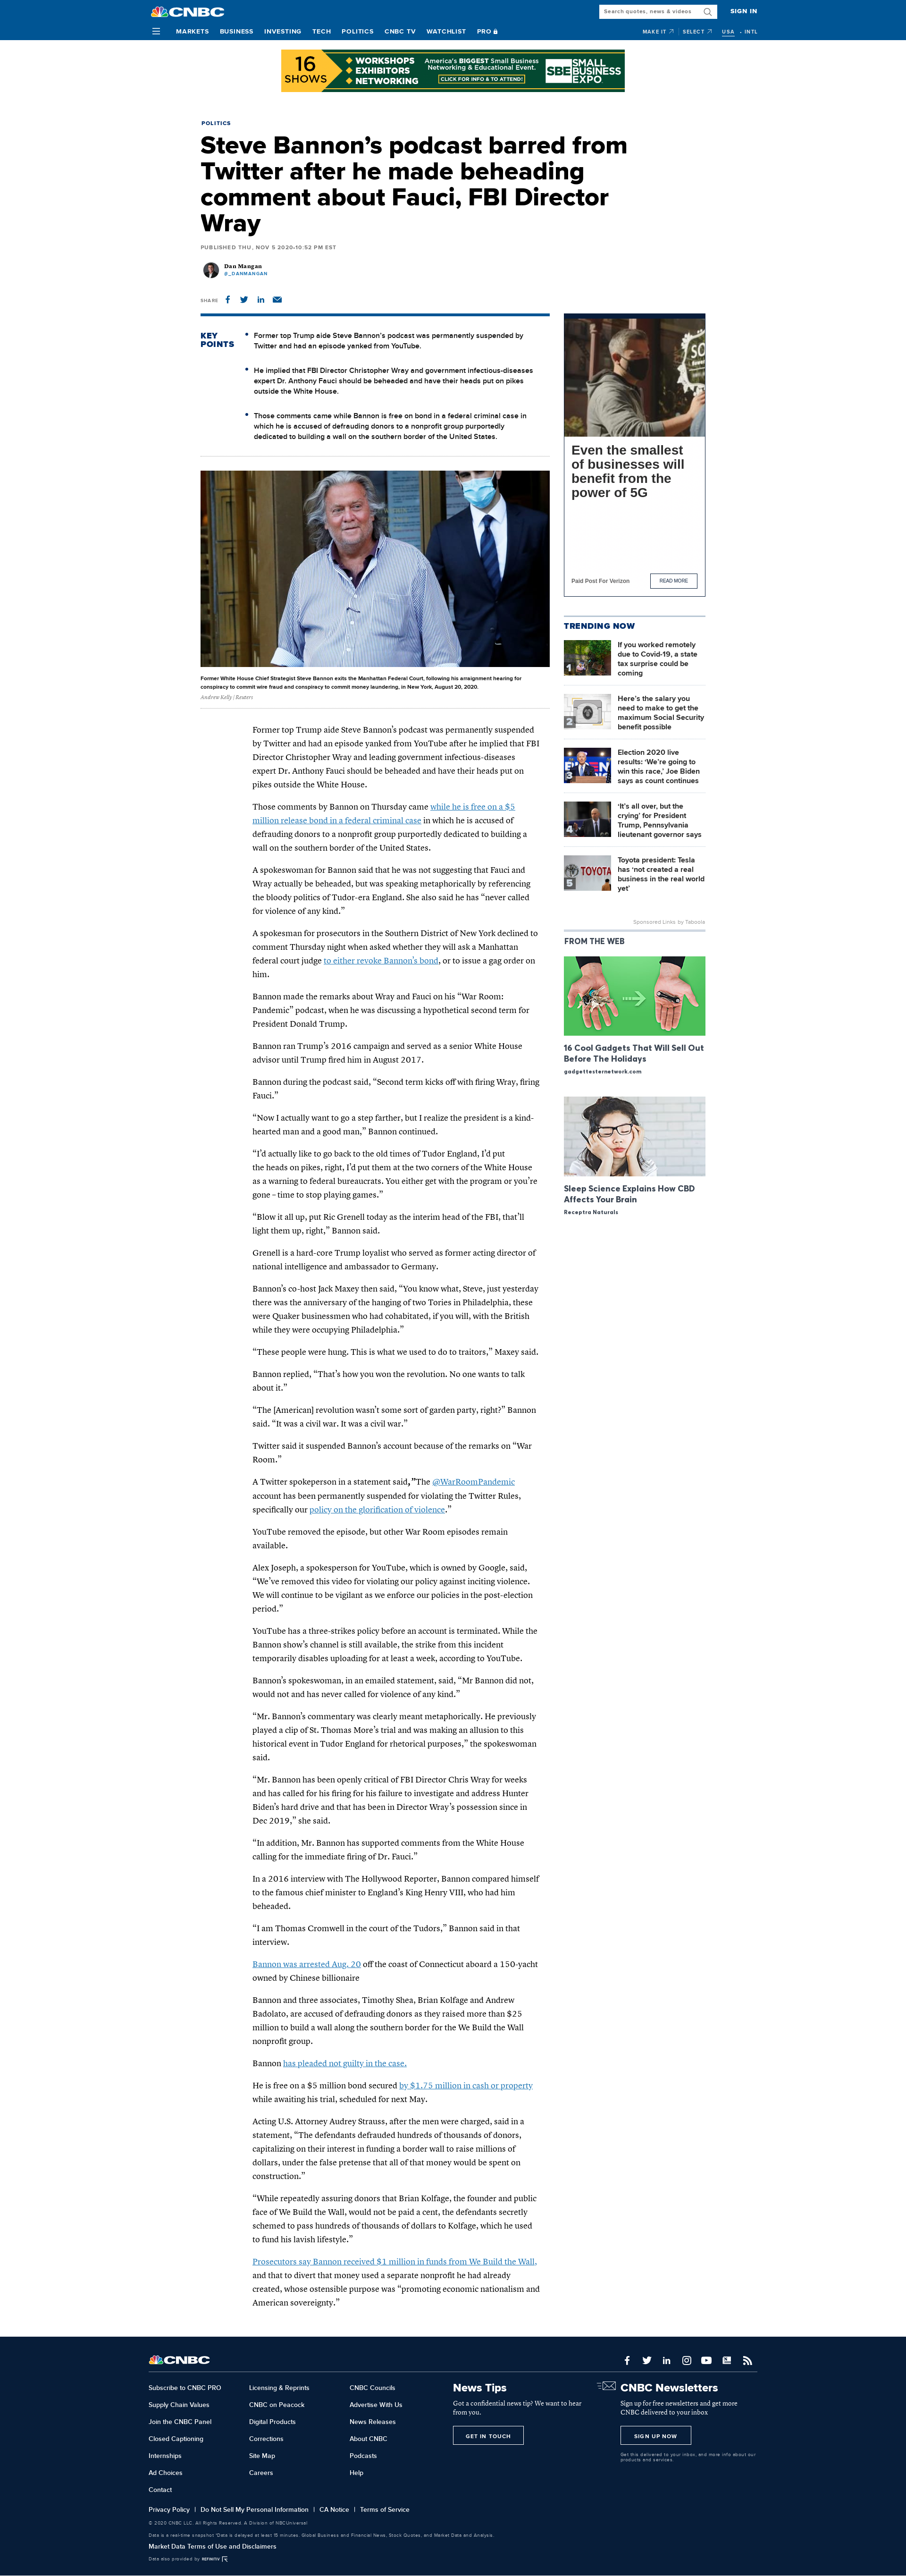 CNBC
Search quotes, news & videos
SIGN IN
MARKETS
BUSINESS
INVESTING
TECH
POLITICS
CNBC TV
WATCHLIST
PRO
MAKE IT
SELECT
USA
INTL
16 SHOWS
WORKSHOPS
EXHIBITORS
NETWORKING
America's BIGGEST Small Business
Networking & Educational Event.
CLICK FOR INFO & TO ATTEND!
SBE SMALL BUSINESS EXPO
POLITICS
Steve Bannon’s podcast barred from
Twitter after he made beheading
comment about Fauci, FBI Director
Wray
PUBLISHED THU, NOV 5 2020•10:52 PM EST
Dan Mangan
@_DANMANGAN
SHARE
KEY
POINTS
Former top Trump aide Steve Bannon’s podcast was permanently suspended by
Twitter and had an episode yanked from YouTube.
He implied that FBI Director Christopher Wray and government infectious-diseases
expert Dr. Anthony Fauci should be beheaded and have their heads put on pikes
outside the White House.
Those comments came while Bannon is free on bond in a federal criminal case in
which he is accused of defrauding donors to a nonprofit group purportedly
dedicated to building a wall on the southern border of the United States.
Former White House Chief Strategist Steve Bannon exits the Manhattan Federal Court, following his arraignment hearing for
conspiracy to commit wire fraud and conspiracy to commit money laundering, in New York, August 20, 2020.
Andrew Kelly | Reuters
Former top Trump aide Steve Bannon’s podcast was permanently suspended
by Twitter and had an episode yanked from YouTube after he implied that FBI
Director Christopher Wray and leading government infectious-diseases
expert Dr. Anthony Fauci should be beheaded and have their heads put on
pikes outside the White House.
Those comments by Bannon on Thursday came while he is free on a $5
million release bond in a federal criminal case in which he is accused of
defrauding donors to a nonprofit group purportedly dedicated to building a
wall on the southern border of the United States.
A spokeswoman for Bannon said that he was not suggesting that Fauci and
Wray actually be beheaded, but was speaking metaphorically by referencing
the bloody politics of Tudor-era England. She also said he has “never called
for violence of any kind.”
A spokesman for prosecutors in the Southern District of New York declined to
comment Thursday night when asked whether they will ask a Manhattan
federal court judge to either revoke Bannon’s bond, or to issue a gag order on
him.
Bannon made the remarks about Wray and Fauci on his “War Room:
Pandemic” podcast, when he was discussing a hypothetical second term for
President Donald Trump.
Bannon ran Trump’s 2016 campaign and served as a senior White House
advisor until Trump fired him in August 2017.
Bannon during the podcast said, “Second term kicks off with firing Wray, firing
Fauci.”
“Now I actually want to go a step farther, but I realize the president is a kind-
hearted man and a good man,” Bannon continued.
“I’d actually like to go back to the old times of Tudor England, I’d put
the heads on pikes, right, I’d put them at the two corners of the White House
as a warning to federal bureaucrats. You either get with the program or you’re
gone – time to stop playing games.”
“Blow it all up, put Ric Grenell today as the interim head of the FBI, that’ll
light them up, right,” Bannon said.
Grenell is a hard-core Trump loyalist who served as former acting director of
national intelligence and ambassador to Germany.
Bannon’s co-host Jack Maxey then said, “You know what, Steve, just yesterday
there was the anniversary of the hanging of two Tories in Philadelphia, these
were Quaker businessmen who had cohabitated, if you will, with the British
while they were occupying Philadelphia.”
“These people were hung. This is what we used to do to traitors,” Maxey said.
Bannon replied, “That’s how you won the revolution. No one wants to talk
about it.”
“The [American] revolution wasn’t some sort of garden party, right?” Bannon
said. “It was a civil war. It was a civil war.”
Twitter said it suspended Bannon’s account because of the remarks on “War
Room.”
A Twitter spokeperson in a statement said, ”The @WarRoomPandemic
account has been permanently suspended for violating the Twitter Rules,
specifically our policy on the glorification of violence.”
YouTube removed the episode, but other War Room episodes remain
available.
Alex Joseph, a spokesperson for YouTube, which is owned by Google, said,
“We’ve removed this video for violating our policy against inciting violence.
We will continue to be vigilant as we enforce our policies in the post-election
period.”
YouTube has a three-strikes policy before an account is terminated. While the
Bannon show’s channel is still available, the strike from this incident
temporarily disables uploading for at least a week, according to YouTube.
Bannon’s spokeswoman, in an emailed statement, said, “Mr Bannon did not,
would not and has never called for violence of any kind.”
“Mr. Bannon’s commentary was clearly meant metaphorically. He previously
played a clip of St. Thomas More’s trial and was making an allusion to this
historical event in Tudor England for rhetorical purposes,” the spokeswoman
said.
“Mr. Bannon has been openly critical of FBI Director Chris Wray for weeks
and has called for his firing for his failure to investigate and address Hunter
Biden’s hard drive and that has been in Director Wray’s possession since in
Dec 2019,” she said.
“In addition, Mr. Bannon has supported comments from the White House
calling for the immediate firing of Dr. Fauci.”
In a 2016 interview with The Hollywood Reporter, Bannon compared himself
to the famous chief minister to England’s King Henry VIII, who had him
beheaded.
“I am Thomas Cromwell in the court of the Tudors,” Bannon said in that
interview.
Bannon was arrested Aug. 20 off the coast of Connecticut aboard a 150-yacht
owned by Chinese billionaire
Bannon and three associates, Timothy Shea, Brian Kolfage and Andrew
Badolato, are accused of defrauding donors as they raised more than $25
million to build a wall along the southern border for the We Build the Wall
nonprofit group.
Bannon has pleaded not guilty in the case.
He is free on a $5 million bond secured by $1.75 million in cash or property
while awaiting his trial, scheduled for next May.
Acting U.S. Attorney Audrey Strauss, after the men were charged, said in a
statement, “The defendants defrauded hundreds of thousands of donors,
capitalizing on their interest in funding a border wall to raise millions of
dollars, under the false pretense that all of that money would be spent on
construction.”
“While repeatedly assuring donors that Brian Kolfage, the founder and public
face of We Build the Wall, would not be paid a cent, the defendants secretly
schemed to pass hundreds of thousands of dollars to Kolfage, which he used
to fund his lavish lifestyle.”
Prosecutors say Bannon received $1 million in funds from We Build the Wall,
and that to divert that money used a separate nonprofit he had already
created, whose ostensible purpose was “promoting economic nationalism and
American sovereignty.”
Even the smallest
of businesses will
benefit from the
power of 5G
Paid Post For Verizon
READ MORE
TRENDING NOW
1
If you worked remotely
due to Covid-19, a state
tax surprise could be
coming
2
Here’s the salary you
need to make to get the
maximum Social Security
benefit possible
3
Election 2020 live
results: ‘We’re going to
win this race,’ Joe Biden
says as count continues
4
‘It’s all over, but the
crying’ for President
Trump, Pennsylvania
lieutenant governor says
TOYOTA
5
Toyota president: Tesla
has ‘not created a real
business in the real world
yet’
Sponsored Links by Taboola
FROM THE WEB
16 Cool Gadgets That Will Sell Out
Before The Holidays
gadgettesternetwork.com
Sleep Science Explains How CBD
Affects Your Brain
Receptra Naturals
CNBC
Subscribe to CNBC PRO
Supply Chain Values
Join the CNBC Panel
Closed Captioning
Internships
Ad Choices
Contact
Licensing & Reprints
CNBC on Peacock
Digital Products
Corrections
Site Map
Careers
CNBC Councils
Advertise With Us
News Releases
About CNBC
Podcasts
Help
News Tips
Got a confidential news tip? We want to hear
from you.
GET IN TOUCH
CNBC Newsletters
Sign up for free newsletters and get more
CNBC delivered to your inbox
SIGN UP NOW
Get this delivered to your inbox, and more info about our
products and services.
Privacy Policy | Do Not Sell My Personal Information | CA Notice | Terms of Service
© 2020 CNBC LLC. All Rights Reserved. A Division of NBCUniversal
Data is a real-time snapshot *Data is delayed at least 15 minutes. Global Business and Financial News, Stock Quotes, and Market Data and Analysis.
Market Data Terms of Use and Disclaimers
Data also provided by REFINITIV